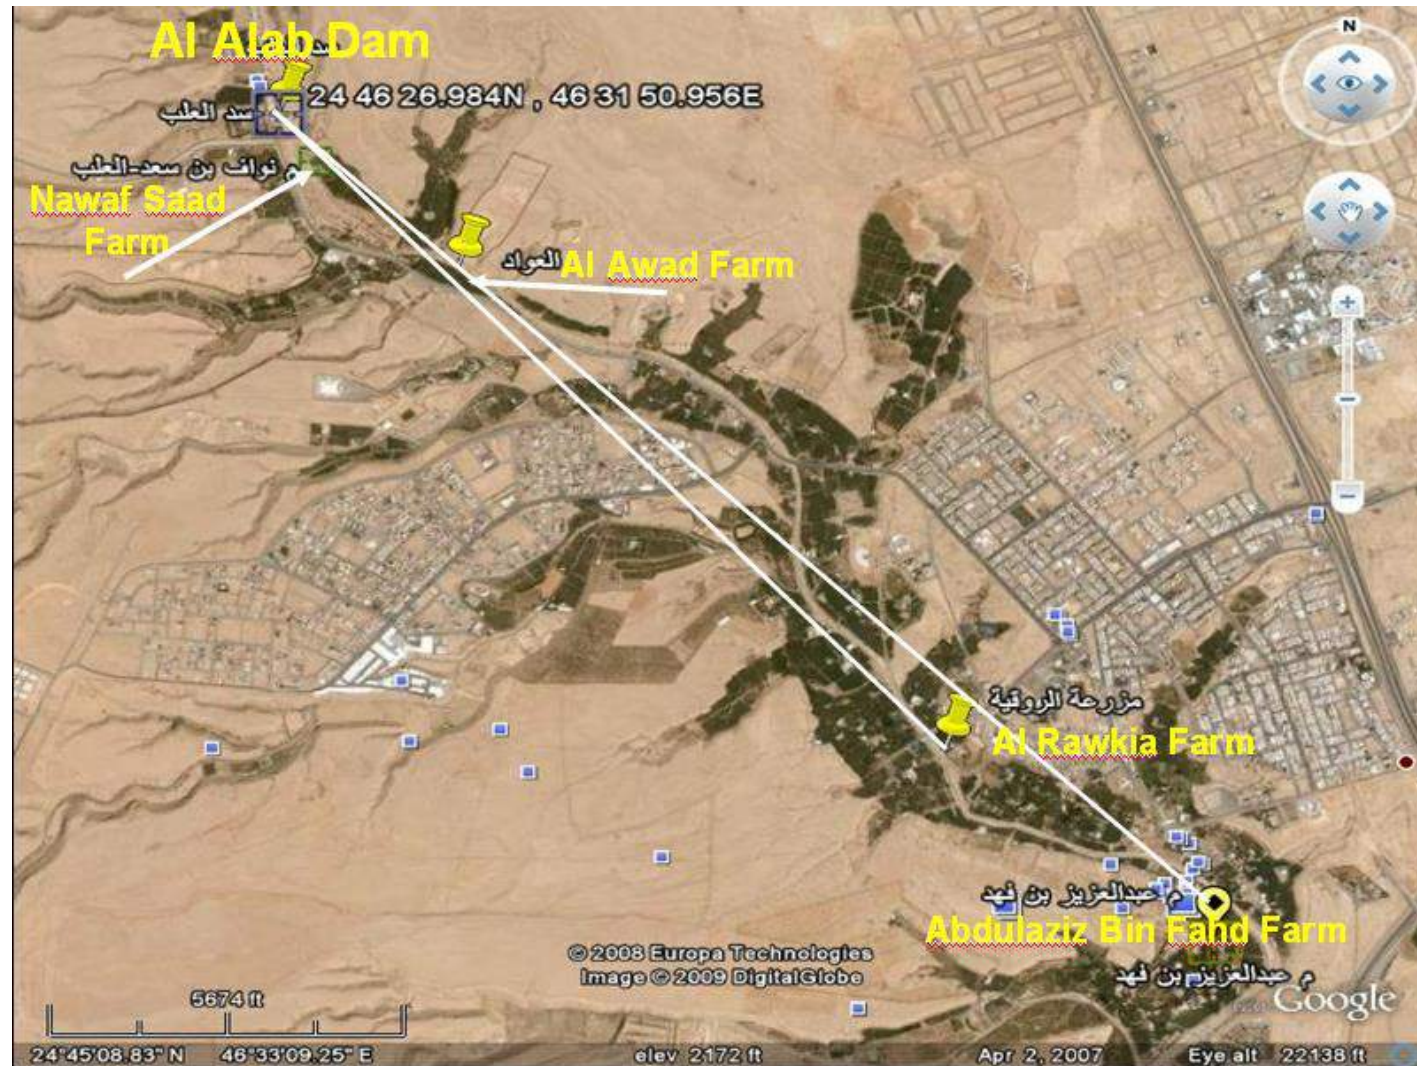 Al Alab Dam
24 46 26.984N , 46 31 50.956E
سد العلب
م نواف بن سعد-العلب
Nawaf Saad
Farm
العواد
Al Awad Farm
مزرعة الروقية
Al Rawkia Farm
م عبدالعزيز بن فهد
Abdulaziz Bin Fahd Farm
م عبدالعزيز بن فهد
© 2008 Europa Technologies
Image © 2009 DigitalGlobe
Google
5674 ft
24°45'08.83" N 46°33'09.25" E elev 2172 ft Apr 2, 2007 Eye alt 22138 ft
N